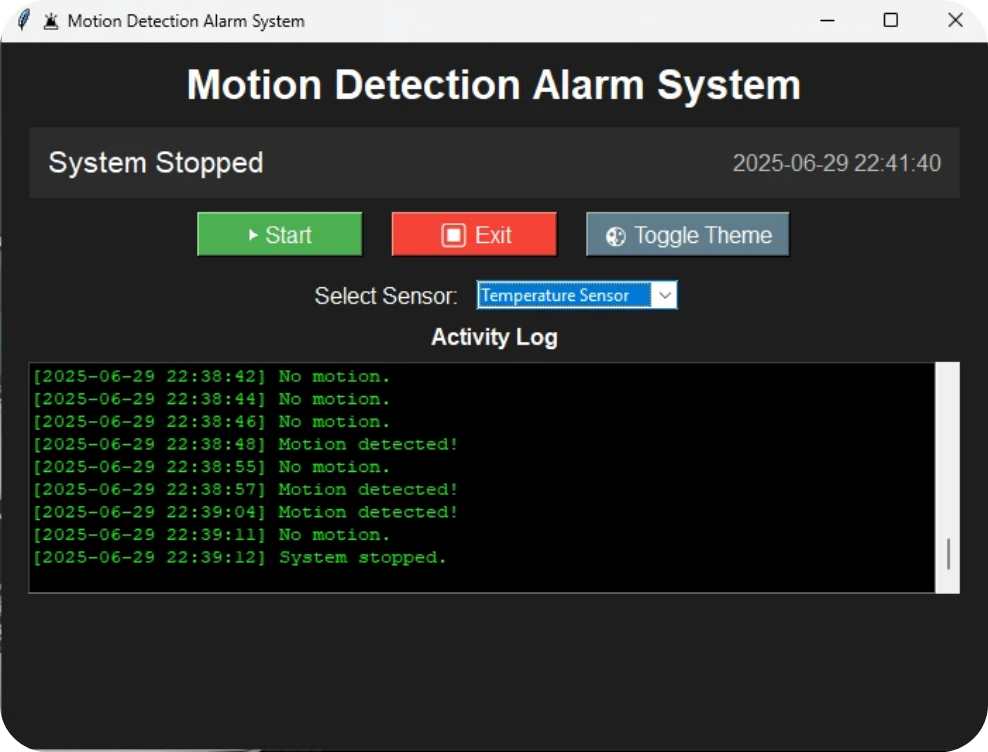 Motion Detection Alarm System
Motion Detection Alarm System
System Stopped 2025-06-29 22:41:40
Start Exit Toggle Theme
Select Sensor: Temperature Sensor
Activity Log
[2025-06-29 22:38:42] No motion.
[2025-06-29 22:38:44] No motion.
[2025-06-29 22:38:46] No motion.
[2025-06-29 22:38:48] Motion detected!
[2025-06-29 22:38:55] No motion.
[2025-06-29 22:38:57] Motion detected!
[2025-06-29 22:39:04] Motion detected!
[2025-06-29 22:39:11] No motion.
[2025-06-29 22:39:12] System stopped.